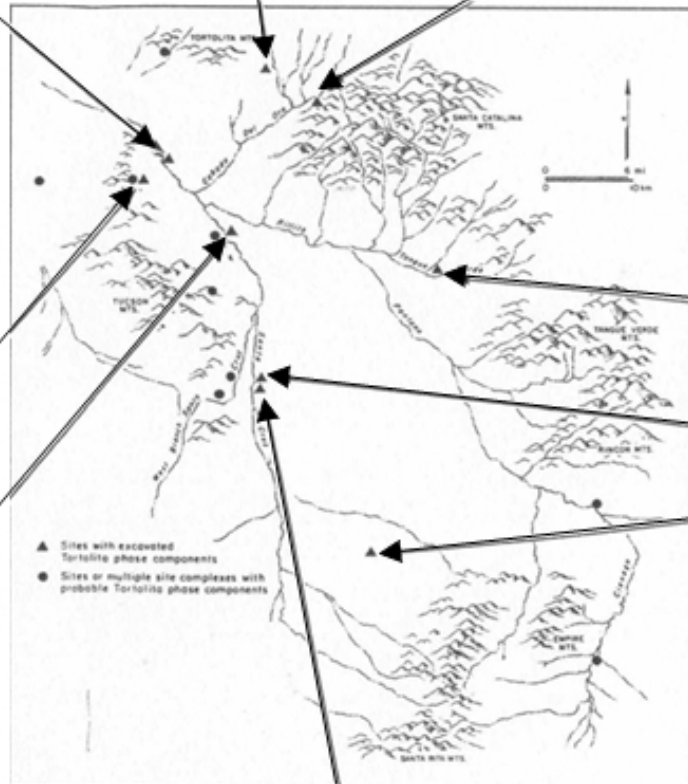 TORTOLITA MTS.
SANTA CATALINA
MTS.
Cañada Del Oro
0 6 mi
0 10 km
Rillito
Tanque Verde
TUCSON
MTS.
Pantano
TANQUE VERDE
MTS.
Santa Cruz
West Branch Santa Cruz
RINCON MTS.
Sites with excavated
Tortolita phase components
Sites or multiple site complexes with
probable Tortolita phase components
Cienega
EMPIRE
MTS.
SANTA RITA MTS.